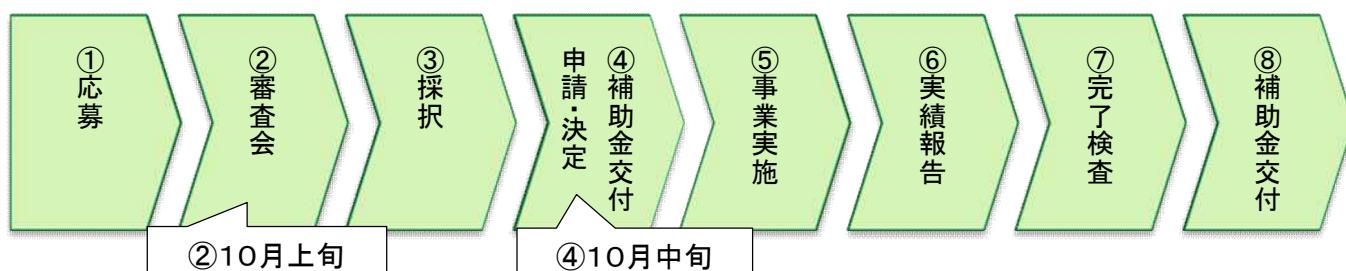 ①応募
②審査会
③採択
④補助金交付
申請・決定
⑤事業実施
⑥実績報告
⑦完了検査
⑧補助金交付
②10月上旬
④10月中旬